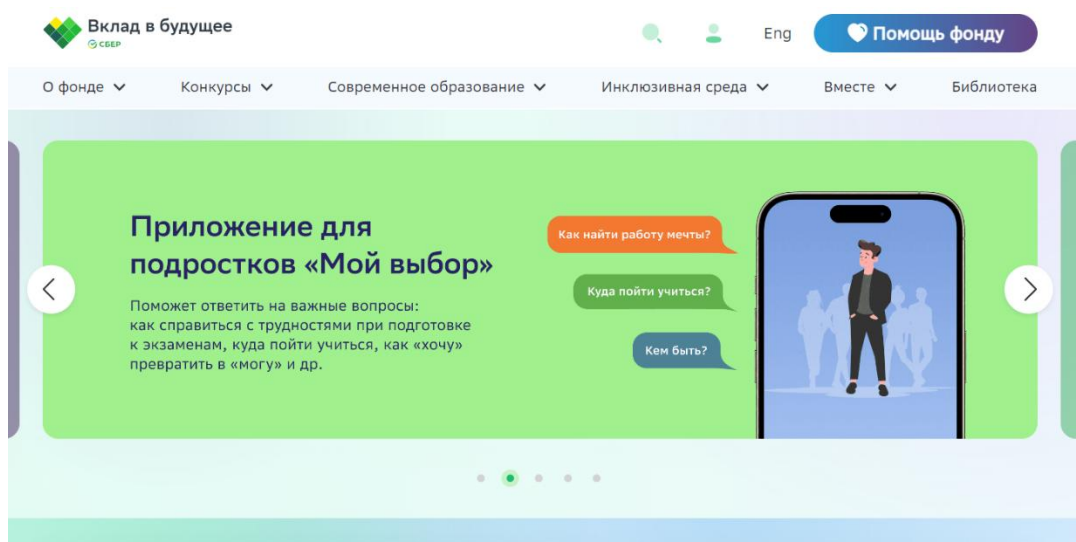 Вклад в будущее
СБЕР
Eng
Помощь фонду
О фонде
Конкурсы
Современное образование
Инклюзивная среда
Вместе
Библиотека
Приложение для
подростков «Мой выбор»
Поможет ответить на важные вопросы:
как справиться с трудностями при подготовке
к экзаменам, куда пойти учиться, как «хочу»
превратить в «могу» и др.
Как найти работу мечты?
Куда пойти учиться?
Кем быть?